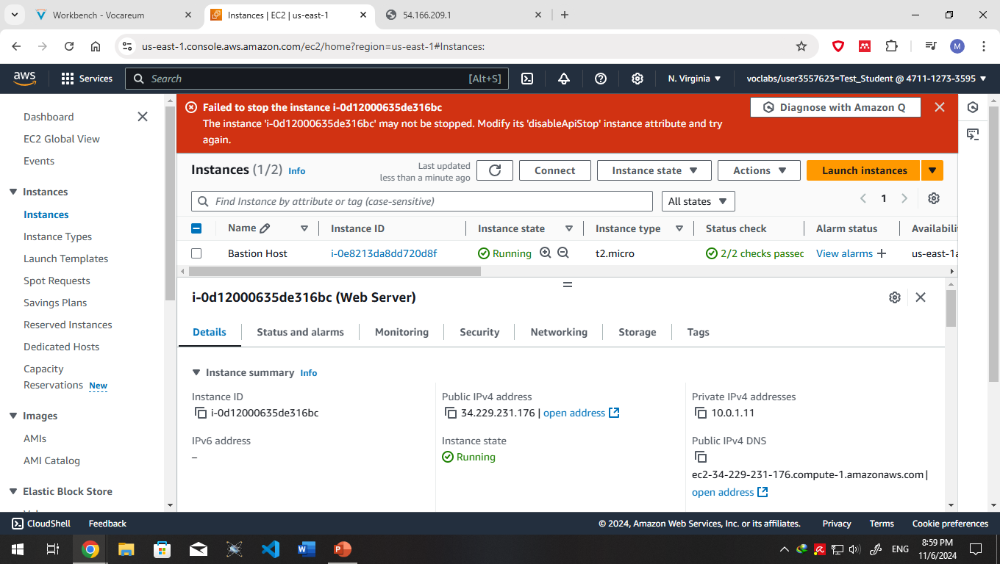 Workbench - Vocareum
Instances | EC2 | us-east-1
54.166.209.1
us-east-1.console.aws.amazon.com/ec2/home?region=us-east-1#Instances:
M
aws
Services
Search
[Alt+S]
N. Virginia
voclabs/user3557623=Test_Student @ 4711-1273-3595
Dashboard
EC2 Global View
Events
Instances
Instances
Instance Types
Launch Templates
Spot Requests
Savings Plans
Reserved Instances
Dedicated Hosts
Capacity
Reservations New
Images
AMIs
AMI Catalog
Elastic Block Store
Failed to stop the instance i-0d12000635de316bc
The instance 'i-0d12000635de316bc' may not be stopped. Modify its 'disableApiStop' instance attribute and try
again.
Diagnose with Amazon Q
Instances (1/2) Info
Last updated
less than a minute ago
Connect
Instance state
Actions
Launch instances
Find Instance by attribute or tag (case-sensitive)
All states
1
Name
Instance ID
Instance state
Instance type
Status check
Alarm status
Availabili
Bastion Host
i-0e8213da8dd720d8f
Running
t2.micro
2/2 checks passec
View alarms
us-east-1a
i-0d12000635de316bc (Web Server)
Details
Status and alarms
Monitoring
Security
Networking
Storage
Tags
Instance summary Info
Instance ID
i-0d12000635de316bc
Public IPv4 address
34.229.231.176 | open address
Private IPv4 addresses
10.0.1.11
IPv6 address
–
Instance state
Running
Public IPv4 DNS
ec2-34-229-231-176.compute-1.amazonaws.com |
open address
CloudShell
Feedback
© 2024, Amazon Web Services, Inc. or its affiliates.
Privacy
Terms
Cookie preferences
ENG
8:59 PM
11/6/2024